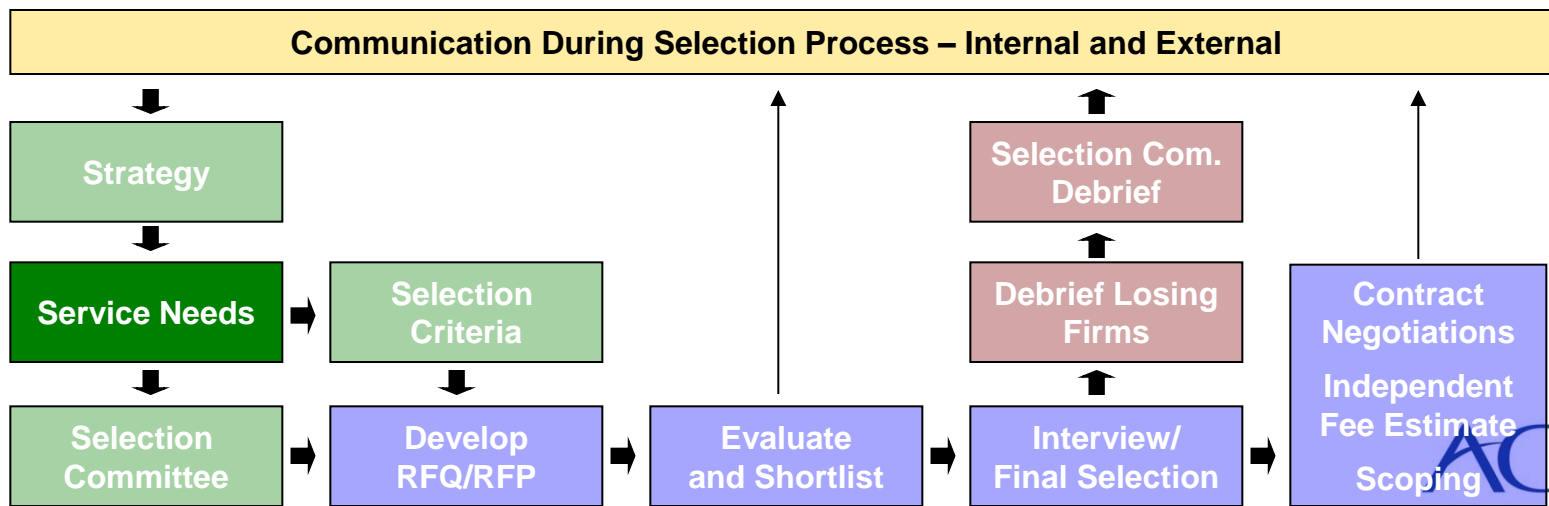 Communication During Selection Process – Internal and External
Strategy
Selection Com.
Debrief
Service Needs
Selection
Criteria
Debrief Losing
Firms
Contract
Negotiations
Independent
Fee Estimate
Scoping
Selection
Committee
Develop
RFQ/RFP
Evaluate
and Shortlist
Interview/
Final Selection
AC